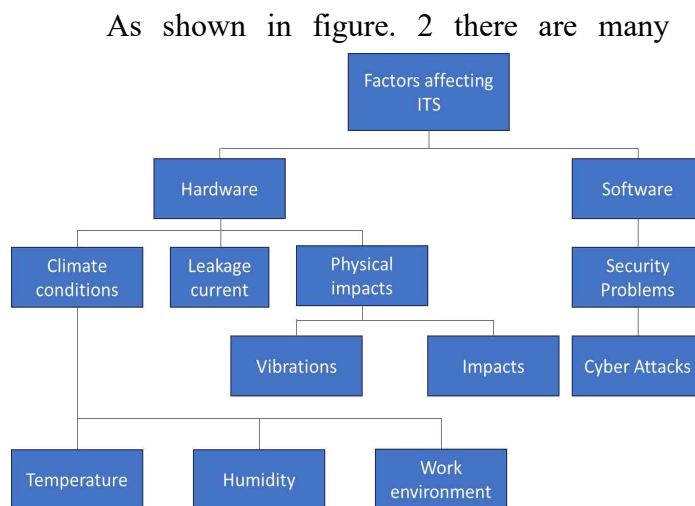 As shown in figure. 2 there are many
Factors affecting
ITS
Hardware
Software
Climate
conditions
Leakage
current
Physical
impacts
Security
Problems
Vibrations
Impacts
Cyber Attacks
Temperature
Humidity
Work
environment